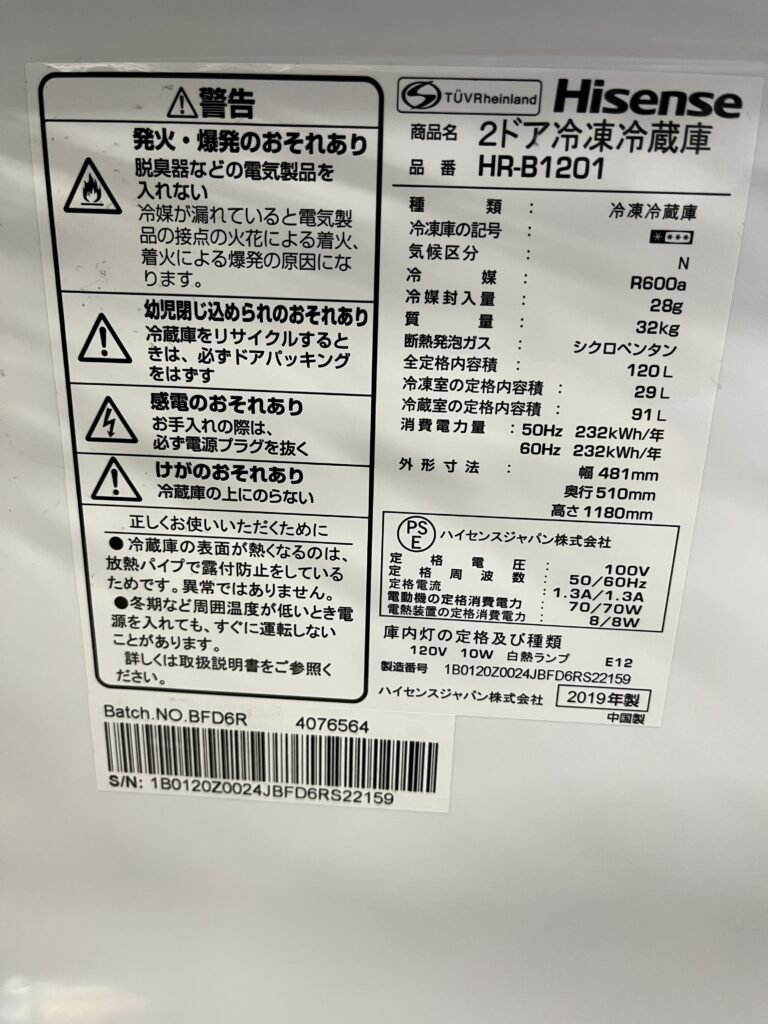 警告
発火・爆発のおそれあり
脱臭器などの電気製品を
入れない
冷媒が漏れていると電気製
品の接点の火花による着火、
着火による爆発の原因にな
ります。
幼児閉じ込められのおそれあり
冷蔵庫をリサイクルすると
きは、必ずドアパッキング
をはずす
感電のおそれあり
お手入れの際は、
必ず電源プラグを抜く
けがのおそれあり
冷蔵庫の上にのらない
正しくお使いいただくために
●冷蔵庫の表面が熱くなるのは、
放熱パイプで露付防止をしている
ためです。異常ではありません。
●冬期など周囲温度が低いとき電
源を入れても、すぐに運転しない
ことがあります。
詳しくは取扱説明書をご参照く
ださい。
TÜVRheinland Hisense
商品名 2ドア冷凍冷蔵庫
品番 HR-B1201
種類 : 冷凍冷蔵庫
冷凍庫の記号 : * ***
気候区分 : N
冷媒 : R600a
冷媒封入量 : 28g
質量 : 32kg
断熱発泡ガス : シクロペンタン
全定格内容積 : 120L
冷凍室の定格内容積 : 29L
冷蔵室の定格内容積 : 91L
消費電力量 : 50Hz 232kWh/年
60Hz 232kWh/年
外形寸法 : 幅 481mm
奥行 510mm
高さ 1180mm
PSE ハイセンスジャパン株式会社
定格電圧 : 100V
定格周波数 : 50/60Hz
定格電流 : 1.3A/1.3A
電動機の定格消費電力 : 70/70W
電熱装置の定格消費電力 : 8/8W
庫内灯の定格及び種類
120V 10W 白熱ランプ E12
製造番号 1B0120Z0024JBFD6RS22159
ハイセンスジャパン株式会社 2019年製
中国製
Batch.NO.BFD6R 4076564
S/N: 1B0120Z0024JBFD6RS22159